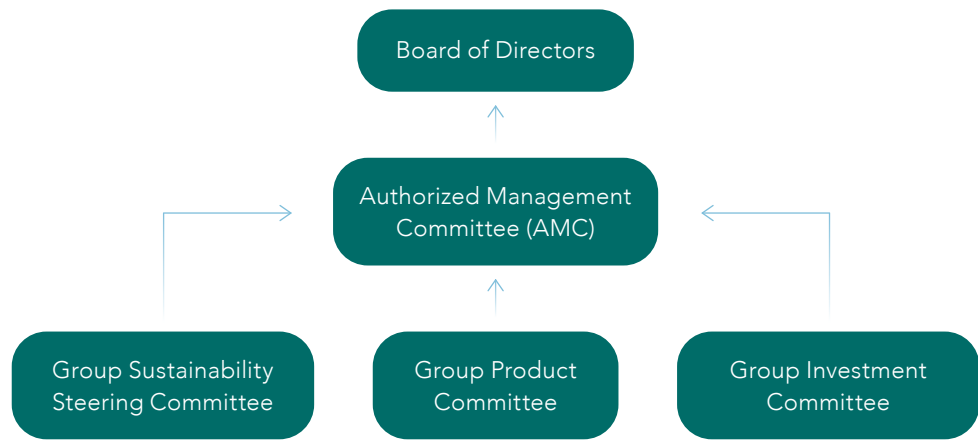 Board of Directors
Authorized Management
Committee (AMC)
Group Sustainability
Steering Committee
Group Product
Committee
Group Investment
Committee